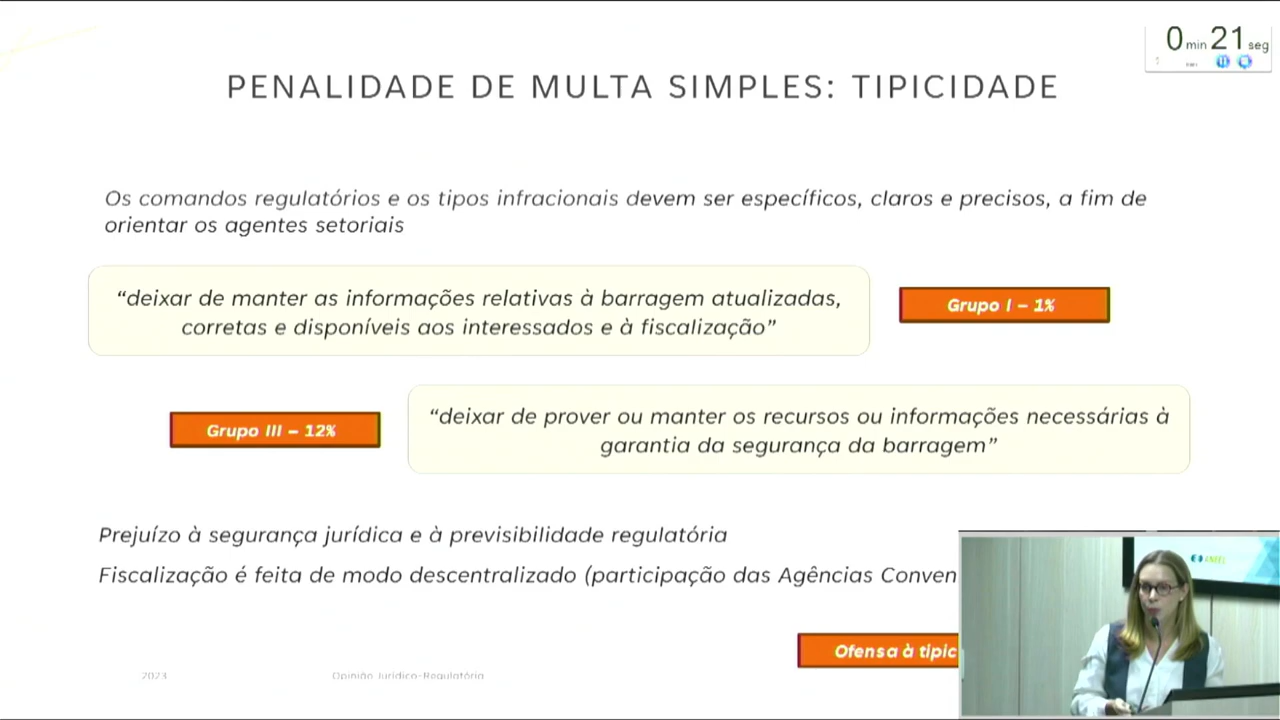 0 min 21 seg
PENALIDADE DE MULTA SIMPLES: TIPICIDADE
Os comandos regulatórios e os tipos infracionais devem ser específicos, claros e precisos, a fim de
orientar os agentes setoriais
“deixar de manter as informações relativas à barragem atualizadas,
corretas e disponíveis aos interessados e à fiscalização”
Grupo I – 1%
Grupo III – 12%
“deixar de prover ou manter os recursos ou informações necessárias à
garantia da segurança da barragem”
Prejuízo à segurança jurídica e à previsibilidade regulatória
Fiscalização é feita de modo descentralizado (participação das Agências Conven
Ofensa à tipic
2023
Opinião Jurídico-Regulatória